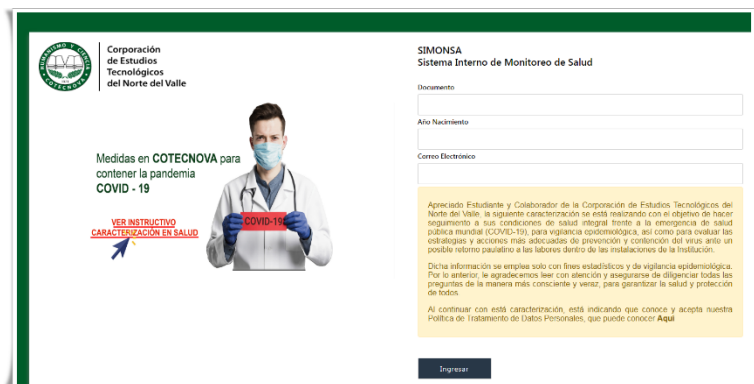 HUMANISMO Y CIENCIA
COTECNOVA
Corporación
de Estudios
Tecnológicos
del Norte del Valle
Medidas en COTECNOVA para
contener la pandemia
COVID - 19
VER INSTRUCTIVO
CARACTERIZACIÓN EN SALUD
COVID-19
SIMONSA
Sistema Interno de Monitoreo de Salud
Documento
Año Nacimiento
Correo Electrónico
Apreciado Estudiante y Colaborador de la Corporación de Estudios Tecnológicos del
Norte del Valle, la siguiente caracterización se está realizando con el objetivo de hacer
seguimiento a sus condiciones de salud integral frente a la emergencia de salud
pública mundial (COVID-19), para vigilancia epidemiológica, así como para evaluar las
estrategias y acciones más adecuadas de prevención y contención del virus ante un
posible retorno paulatino a las labores dentro de las instalaciones de la Institución.
Dicha información se emplea solo con fines estadísticos y de vigilancia epidemiológica.
Por lo anterior, le agradecemos leer con atención y asegurarse de diligenciar todas las
preguntas de la manera más consciente y veraz, para garantizar la salud y protección
de todos.
Al continuar con está caracterización, está indicando que conoce y acepta nuestra
Política de Tratamiento de Datos Personales, que puede conocer Aquí
Ingresar